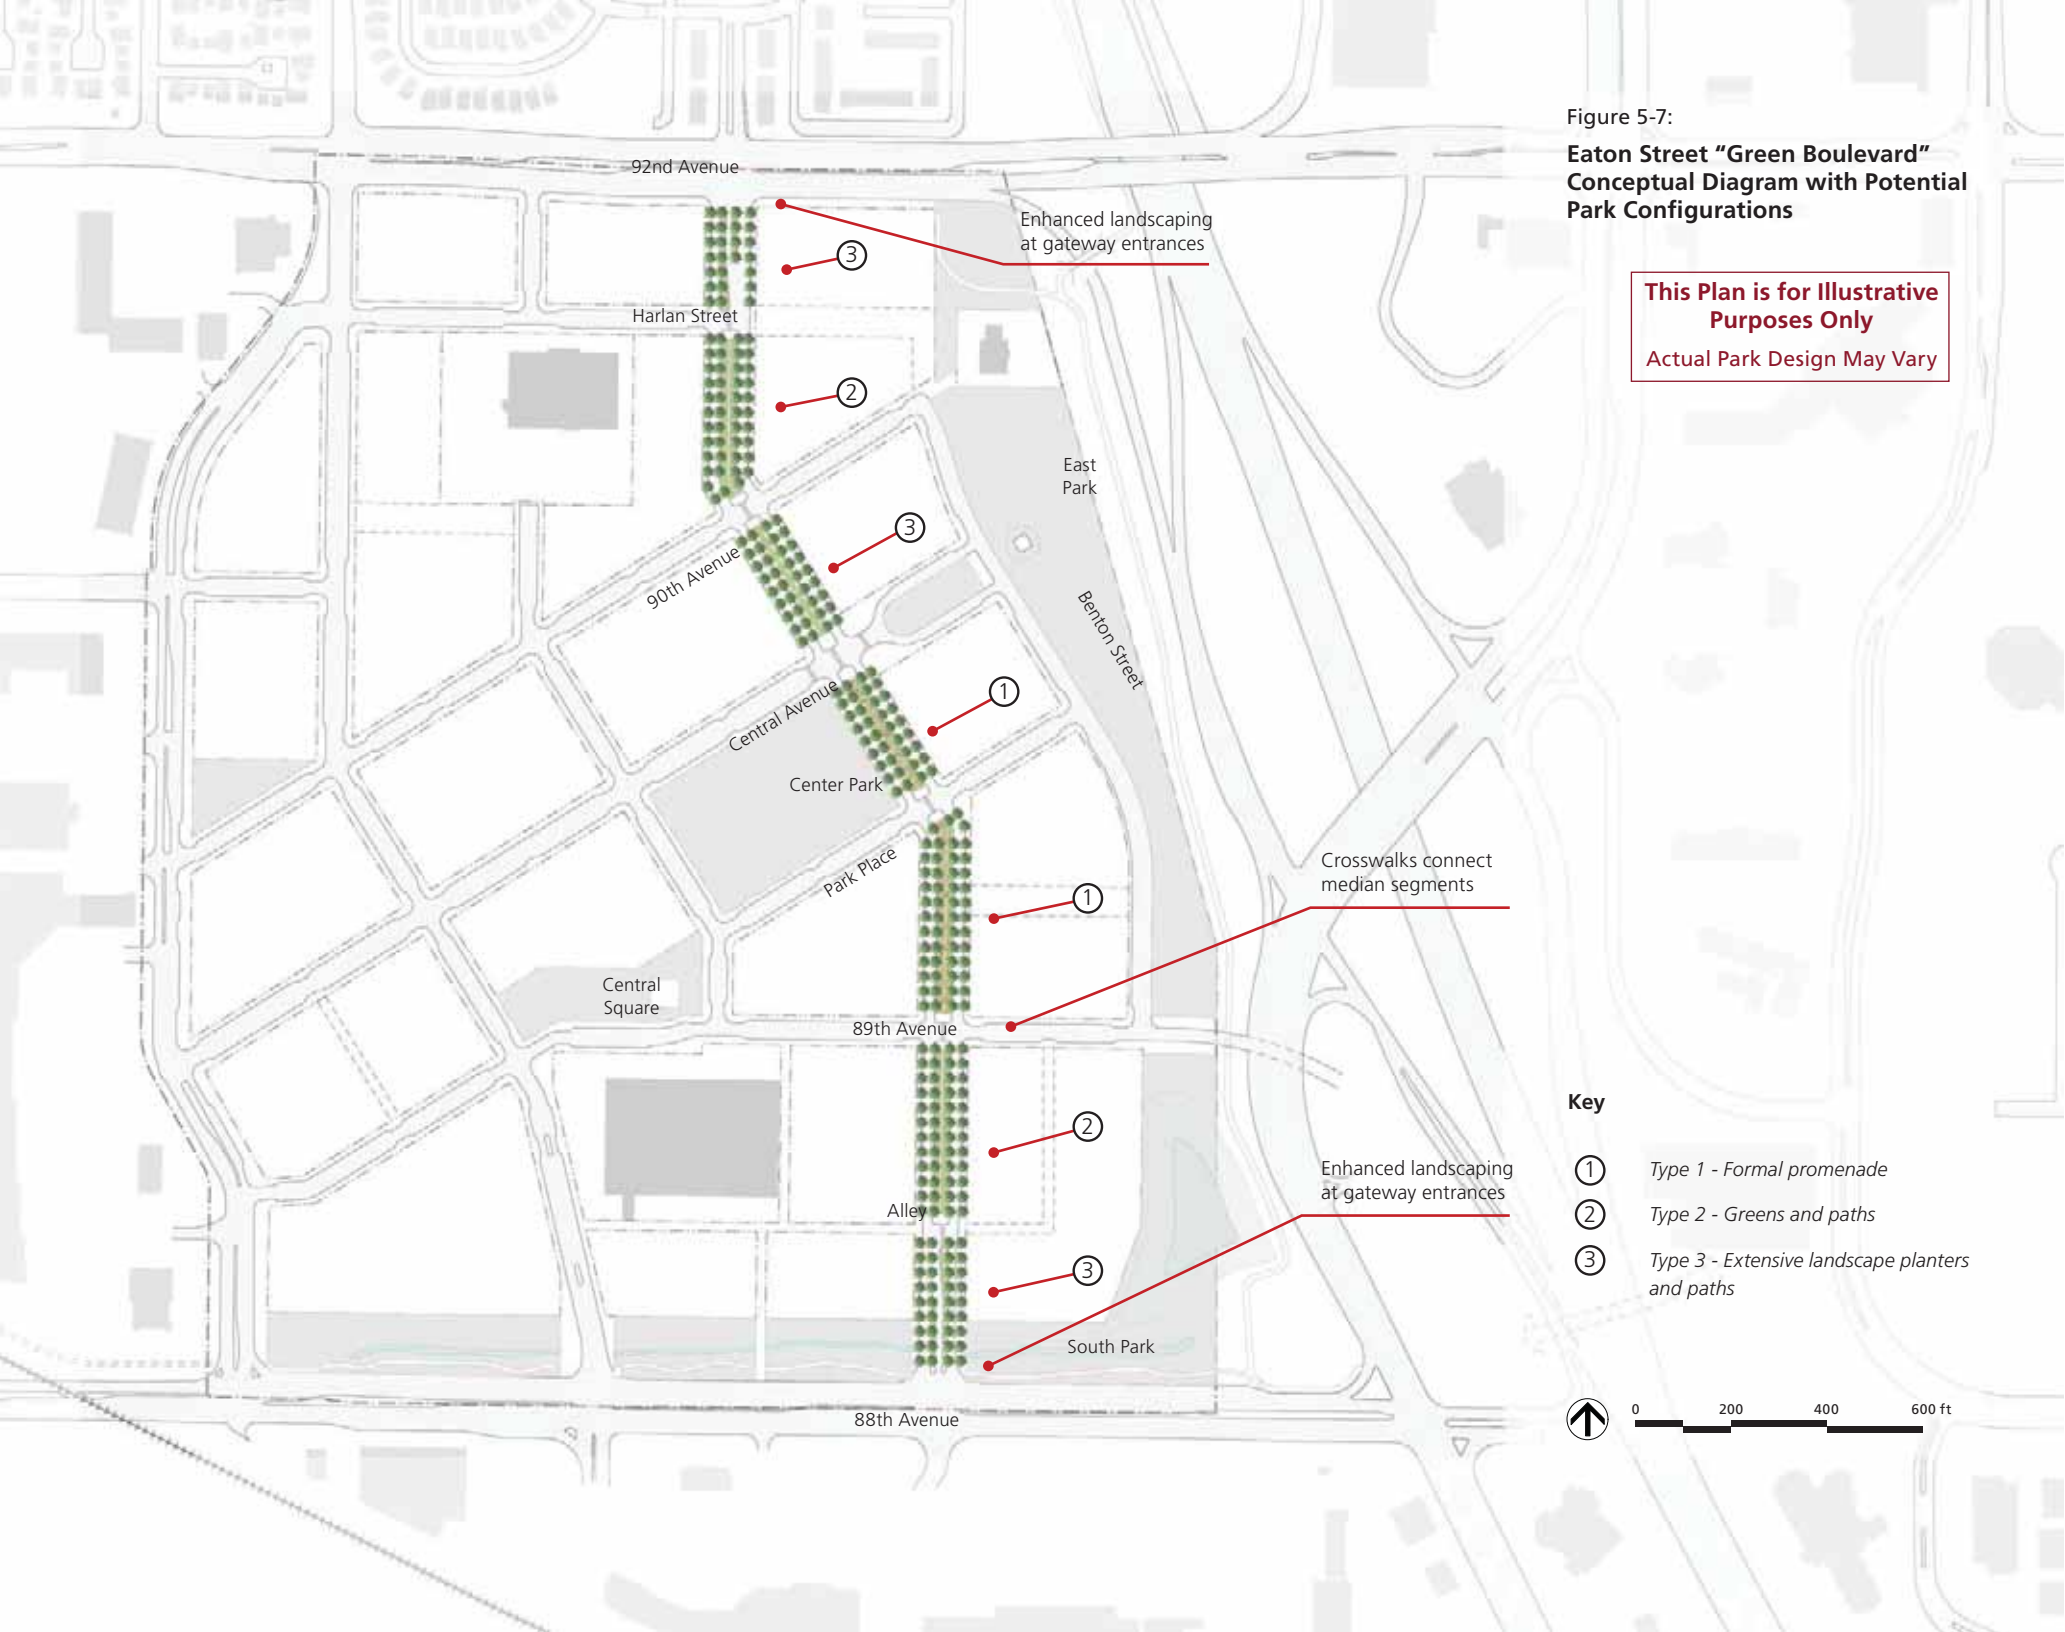 Figure 5-7:
Eaton Street “Green Boulevard”
Conceptual Diagram with Potential
Park Configurations
This Plan is for Illustrative
Purposes Only
Actual Park Design May Vary
92nd Avenue
Enhanced landscaping
at gateway entrances
3
Harlan Street
2
East
Park
3
90th Avenue
Benton Street
1
Central Avenue
Center Park
Park Place
Crosswalks connect
median segments
1
Central
Square
89th Avenue
2
Enhanced landscaping
at gateway entrances
Alley
3
South Park
88th Avenue
Key
1 Type 1 - Formal promenade
2 Type 2 - Greens and paths
3 Type 3 - Extensive landscape planters
and paths
0 200 400 600 ft